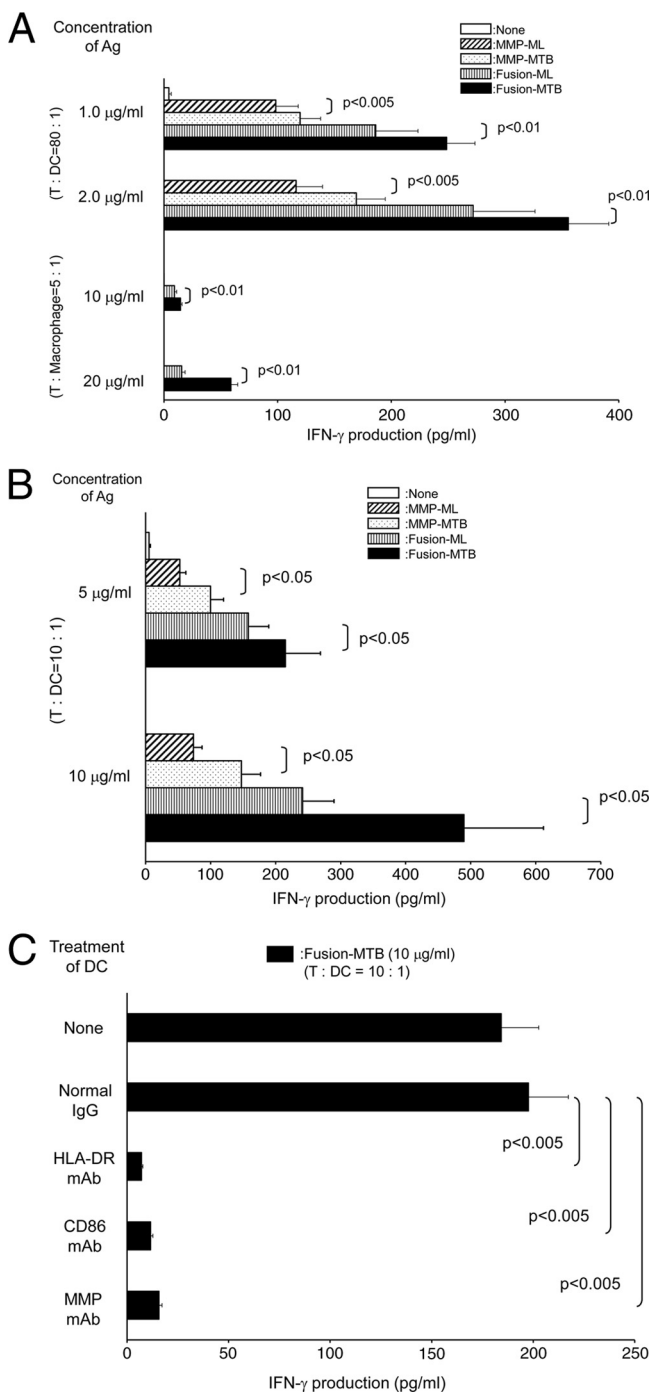 A
Concentration
of Ag
:None
:MMP-ML
:MMP-MTB
:Fusion-ML
:Fusion-MTB
(T : DC=80 : 1)
1.0 μg/ml
p<0.005
p<0.01
2.0 μg/ml
p<0.005
p<0.01
(T : Macrophage=5 : 1)
10 μg/ml
p<0.01
20 μg/ml
p<0.01
0 100 200 300 400
IFN-γ production (pg/ml)
B
Concentration
of Ag
:None
:MMP-ML
:MMP-MTB
:Fusion-ML
:Fusion-MTB
(T : DC=10 : 1)
5 μg/ml
p<0.05
p<0.05
10 μg/ml
p<0.05
p<0.05
0 100 200 300 400 500 600 700
IFN-γ production (pg/ml)
C
Treatment
of DC
:Fusion-MTB (10 μg/ml)
(T : DC = 10 : 1)
None
Normal
IgG
HLA-DR
mAb
CD86
mAb
MMP
mAb
p<0.005
p<0.005
p<0.005
0 50 100 150 200 250
IFN-γ production (pg/ml)